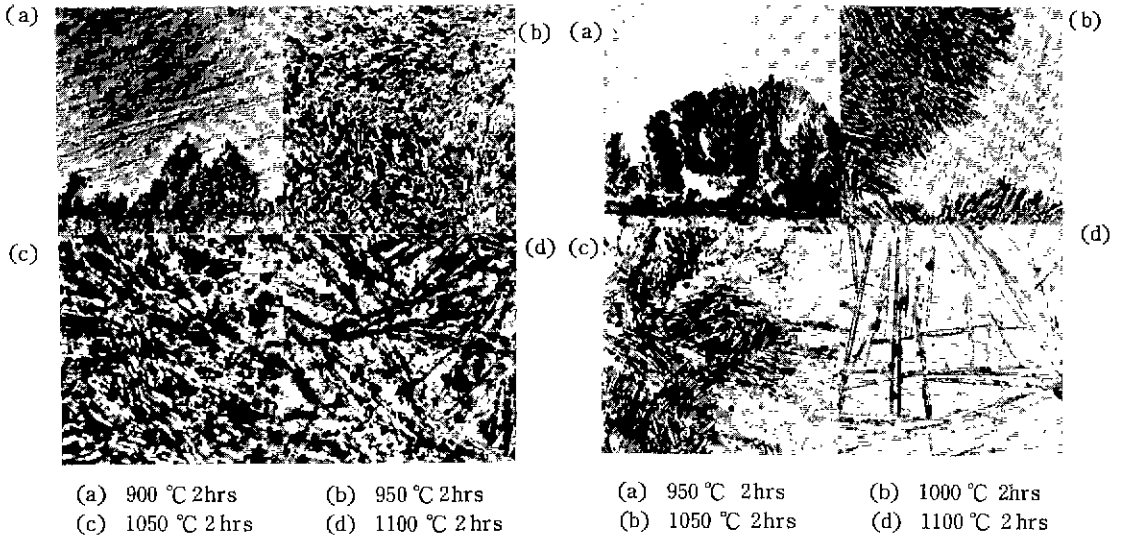 (a)
(b)
(c)
(d)
(a) 900 ℃ 2hrs
(b) 950 ℃ 2hrs
(c) 1050 ℃ 2hrs
(d) 1100 ℃ 2hrs
(a)
(b)
(c)
(d)
(a) 950 ℃ 2hrs
(b) 1000 ℃ 2hrs
(b) 1050 ℃ 2hrs
(d) 1100 ℃ 2hrs